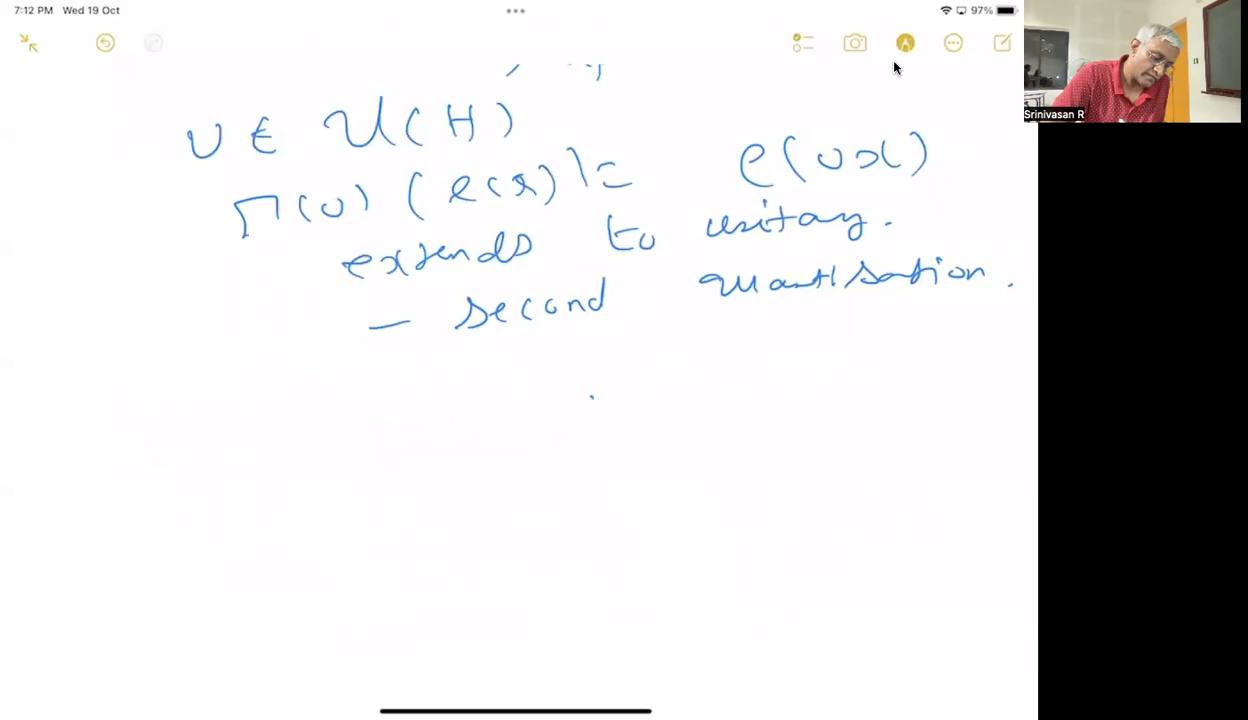 7:12 PM Wed 19 Oct
97%
Srinivasan R
U ∈ U(H)
Γ(U) (e(x)) = e(Ux)
extends to unitary.
— second quantisation.